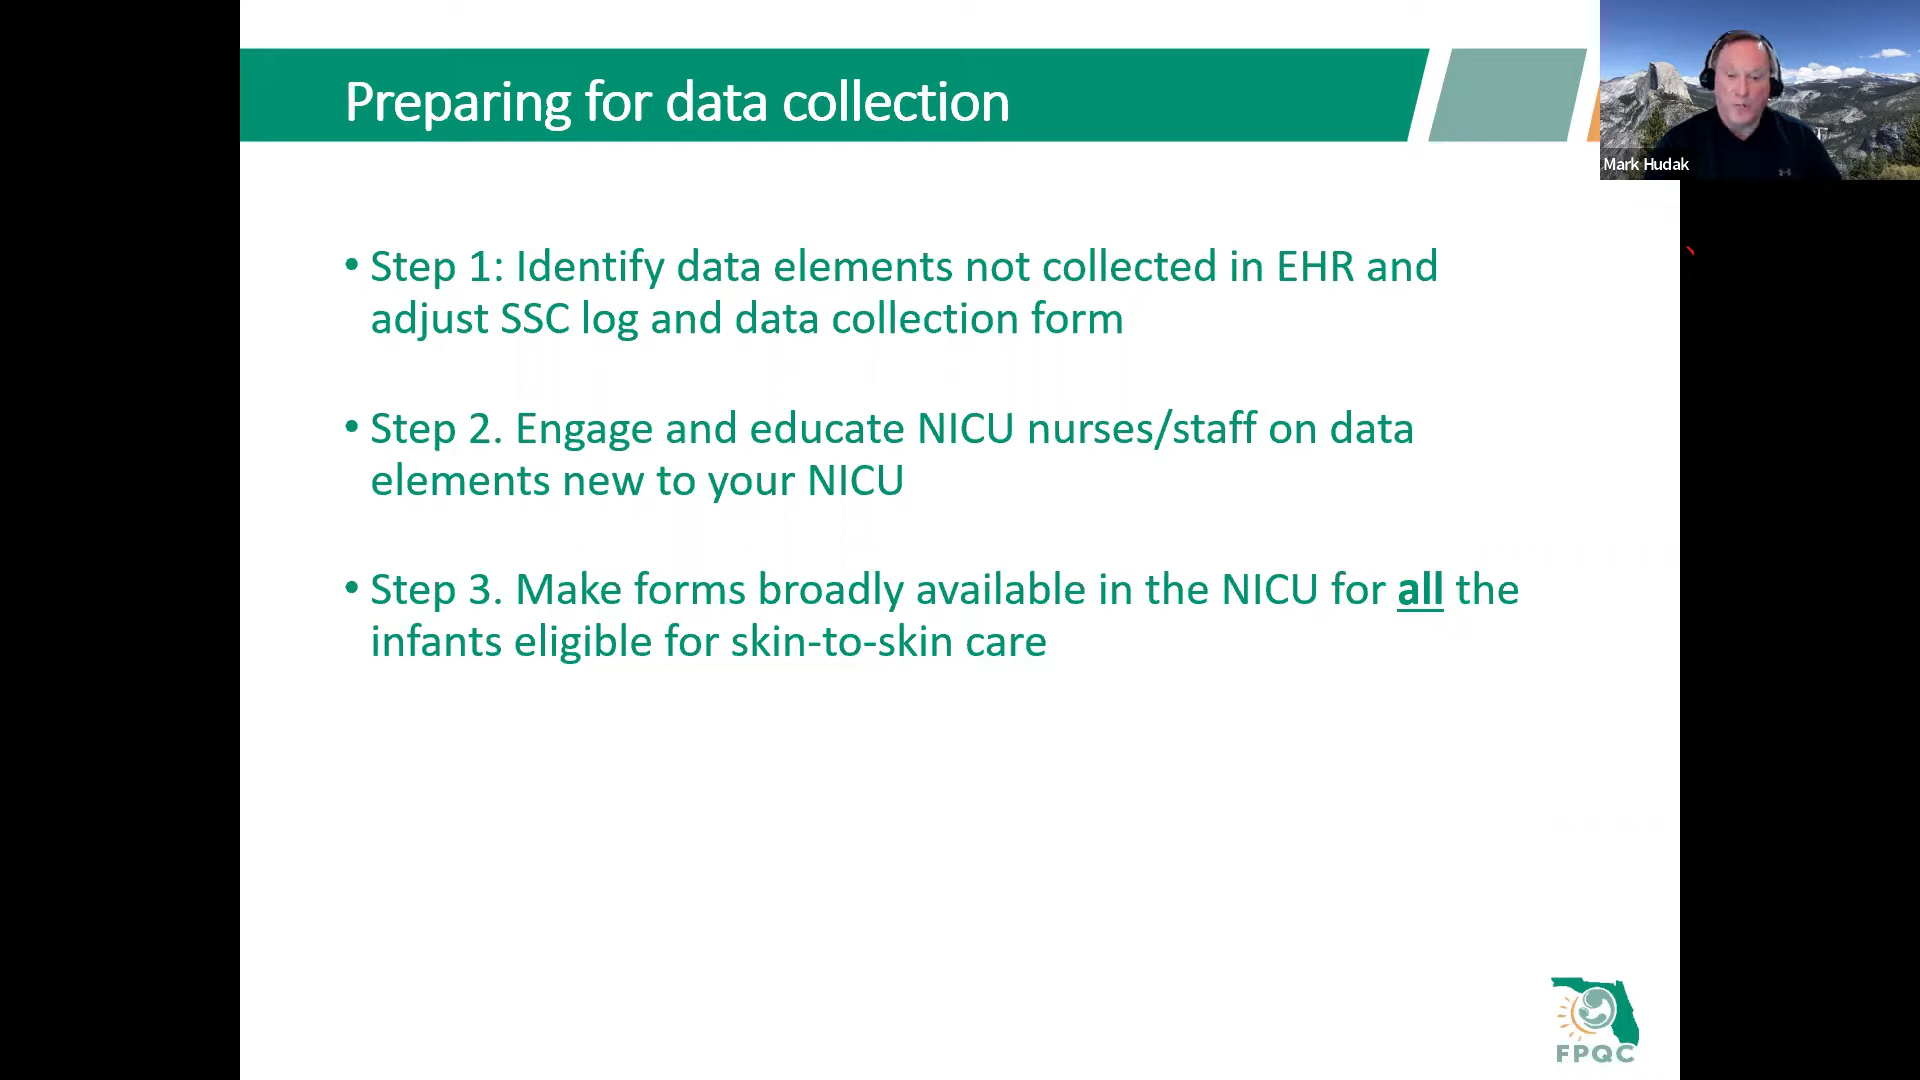 Preparing for data collection
Mark Hudak
• Step 1: Identify data elements not collected in EHR and
adjust SSC log and data collection form
• Step 2. Engage and educate NICU nurses/staff on data
elements new to your NICU
• Step 3. Make forms broadly available in the NICU for all the
infants eligible for skin-to-skin care
FPQC